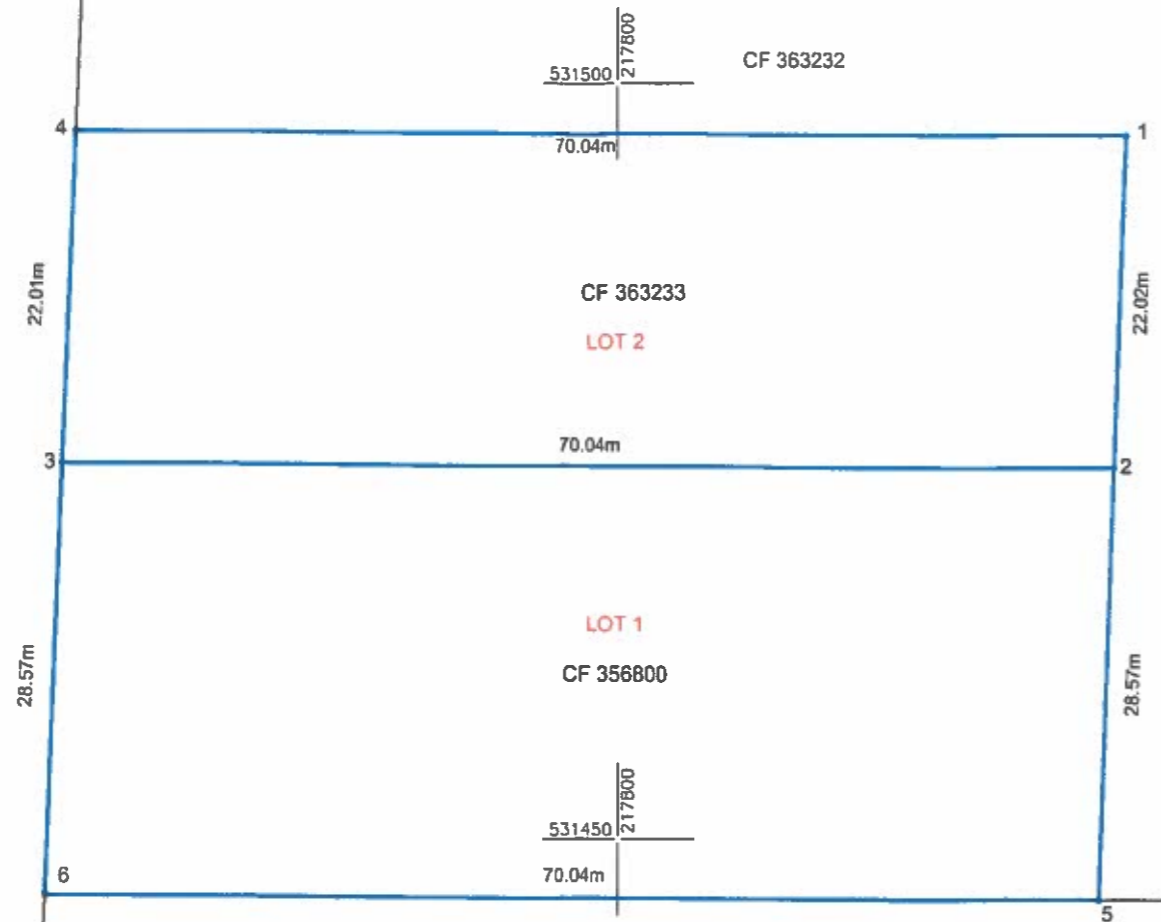 217800
531500
CF 363232
4
1
70.04m
22.01m
22.02m
CF 363233
LOT 2
70.04m
3
2
LOT 1
CF 356800
28.57m
28.57m
217800
531450
6
70.04m
5